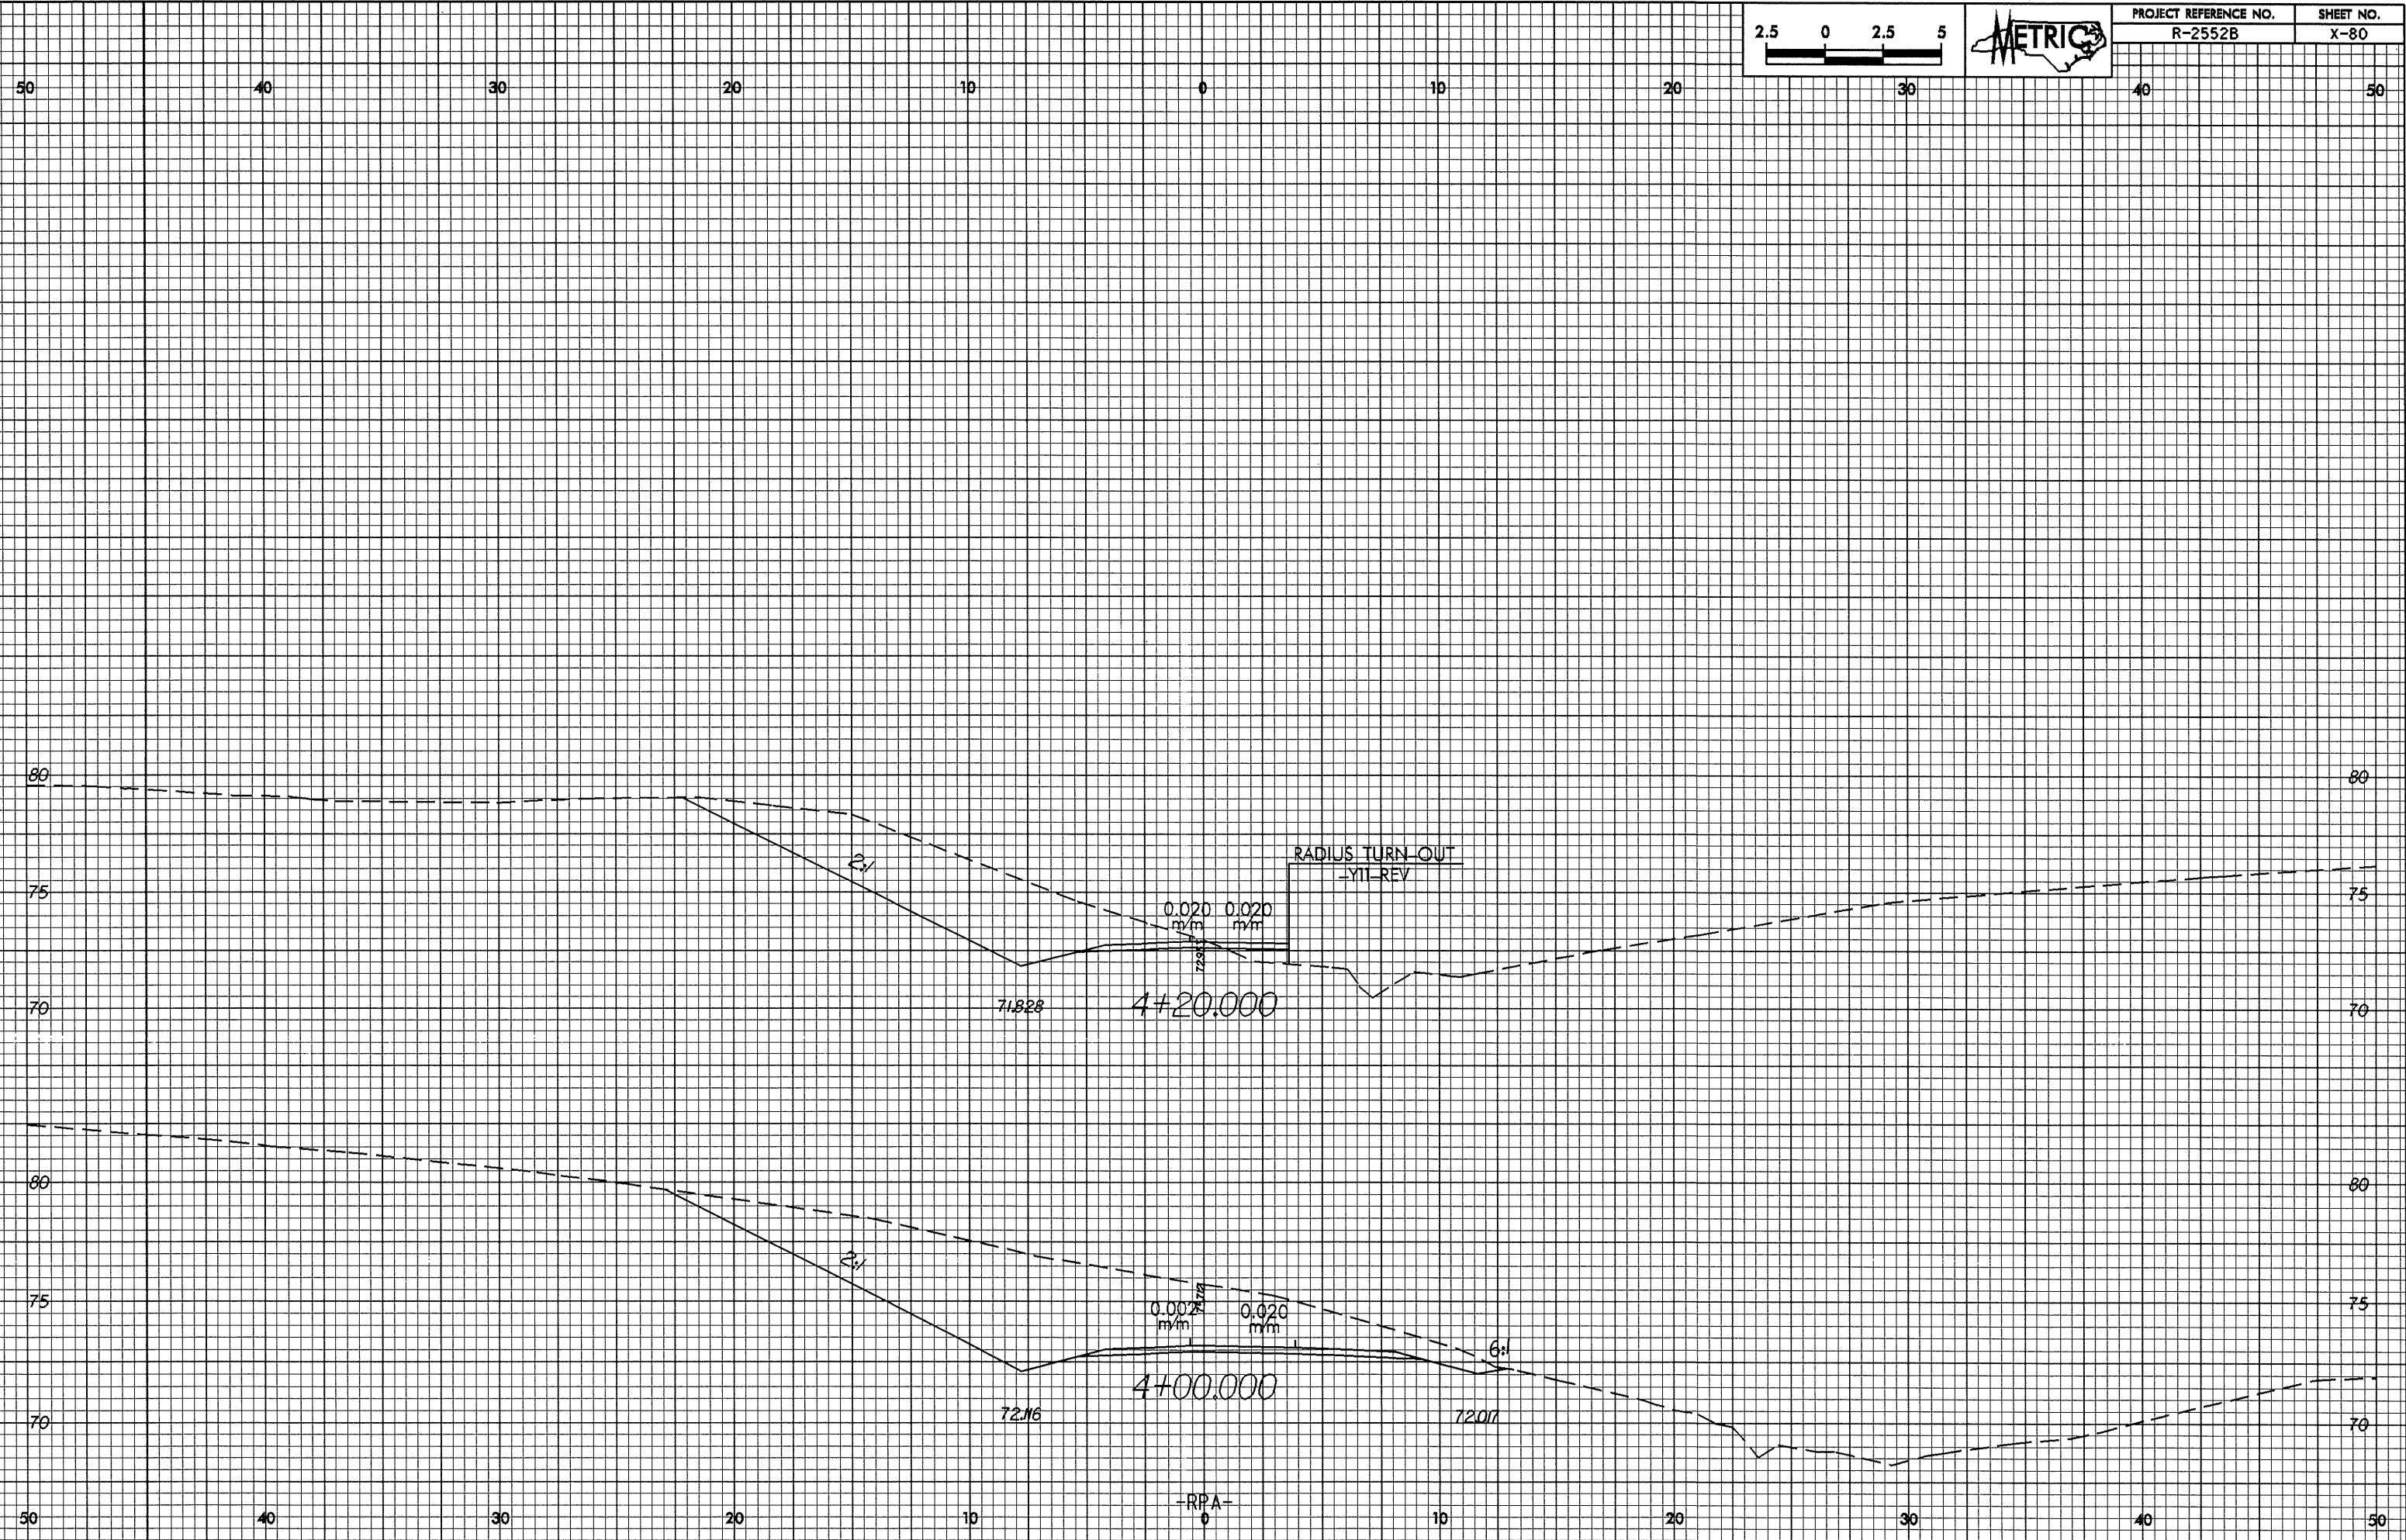 PROJECT REFERENCE NO. SHEET NO.
R-2552B X-80
2.5 0 2.5 5
METRIC
50 40 30 20 10 0 10 20 30 40 50
80 80
2:1
RADIUS TURN-OUT
-Y11-REV
75 75
0.020 0.020
m/m m/m
70 71.828 4+20.000 70
80 80
2:1
75 75
0.020
m/m m/m
6:1
4+00.000
70 72.116 72.017 70
-RPA-
50 40 30 20 10 0 10 20 30 40 50